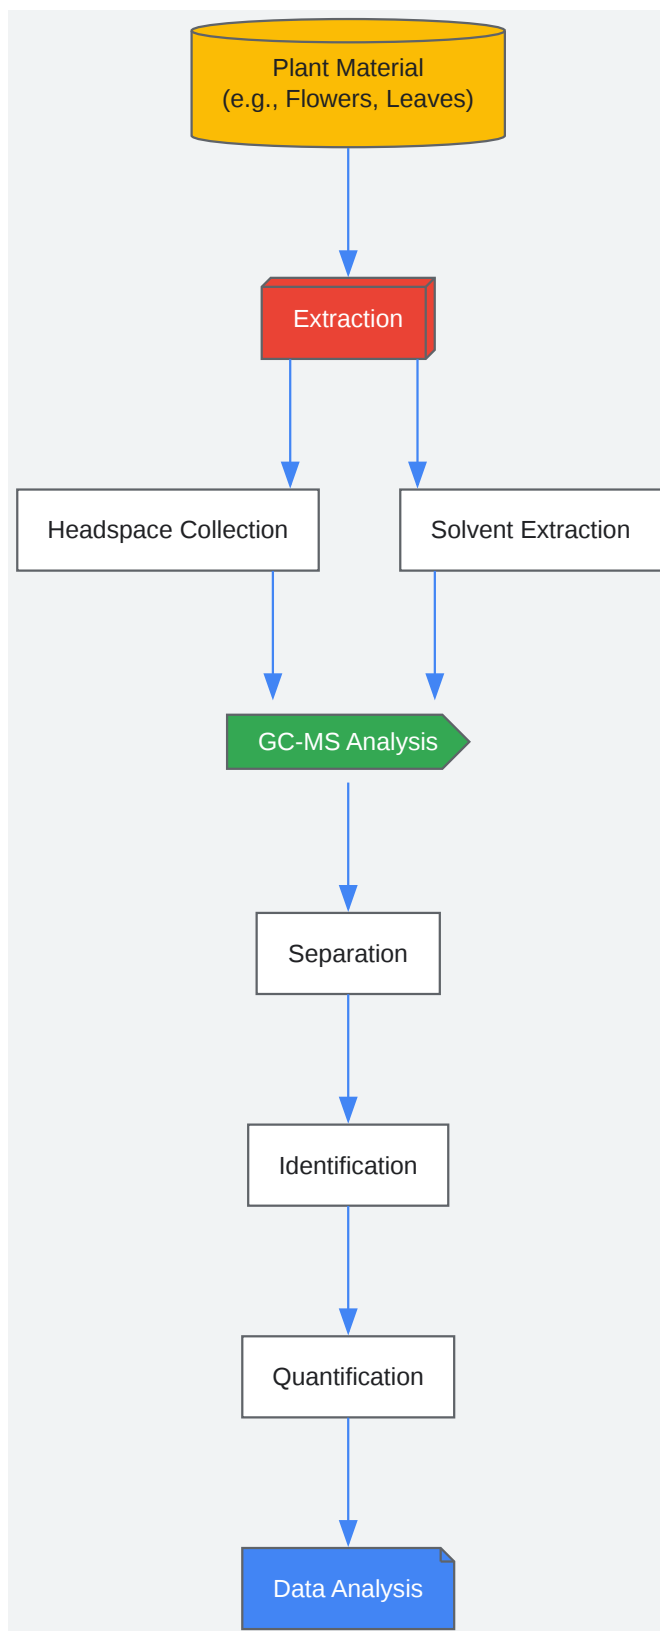 Plant Material
(e.g., Flowers, Leaves)
Extraction
Headspace Collection
Solvent Extraction
GC-MS Analysis
Separation
Identification
Quantification
Data Analysis